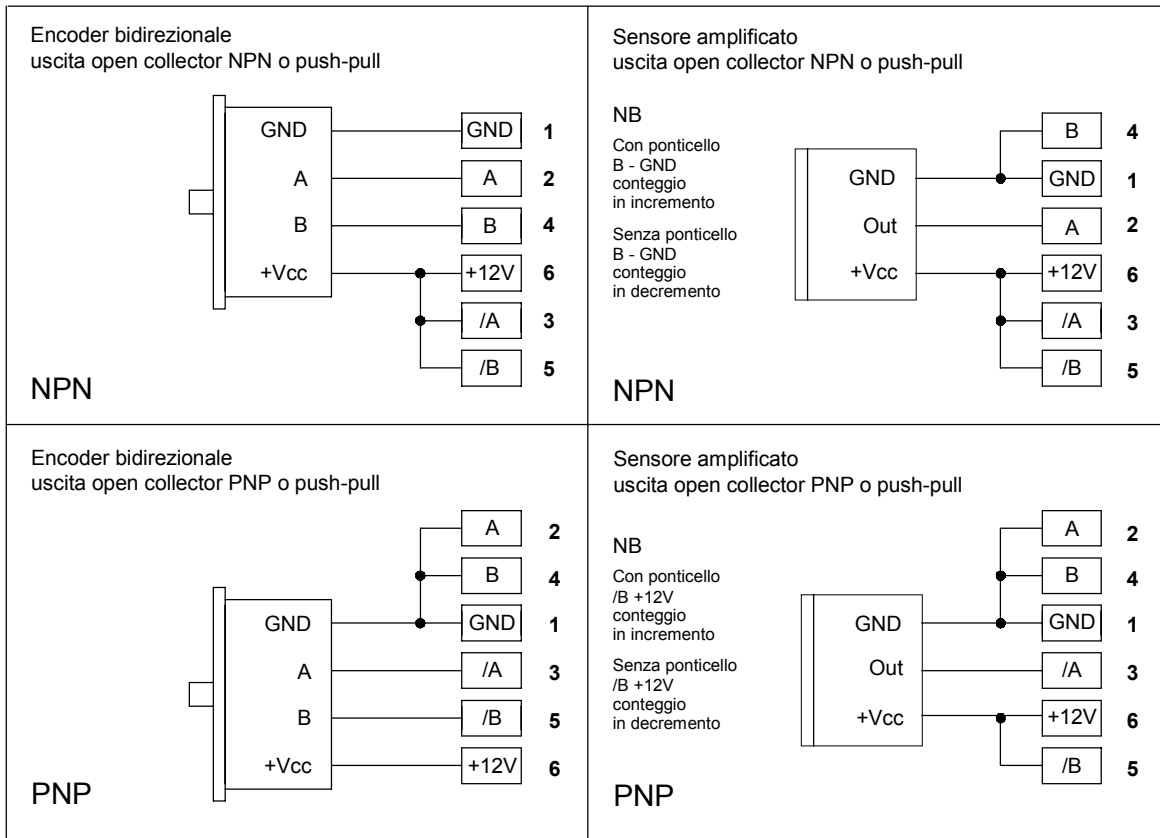 Encoder bidirezionale
uscita open collector NPN o push-pull
GND GND 1
A A 2
B B 4
+Vcc +12V 6
/A 3
/B 5
NPN
Sensore amplificato
uscita open collector NPN o push-pull
NB
Con ponticello
B - GND
conteggio
in incremento
Senza ponticello
B - GND
conteggio
in decremento
B 4
GND GND 1
Out A 2
+Vcc +12V 6
/A 3
/B 5
NPN
Encoder bidirezionale
uscita open collector PNP o push-pull
A 2
B 4
GND GND 1
A /A 3
B /B 5
+Vcc +12V 6
PNP
Sensore amplificato
uscita open collector PNP o push-pull
NB
Con ponticello
/B +12V
conteggio
in incremento
Senza ponticello
/B +12V
conteggio
in decremento
A 2
B 4
GND GND 1
Out /A 3
+Vcc +12V 6
/B 5
PNP